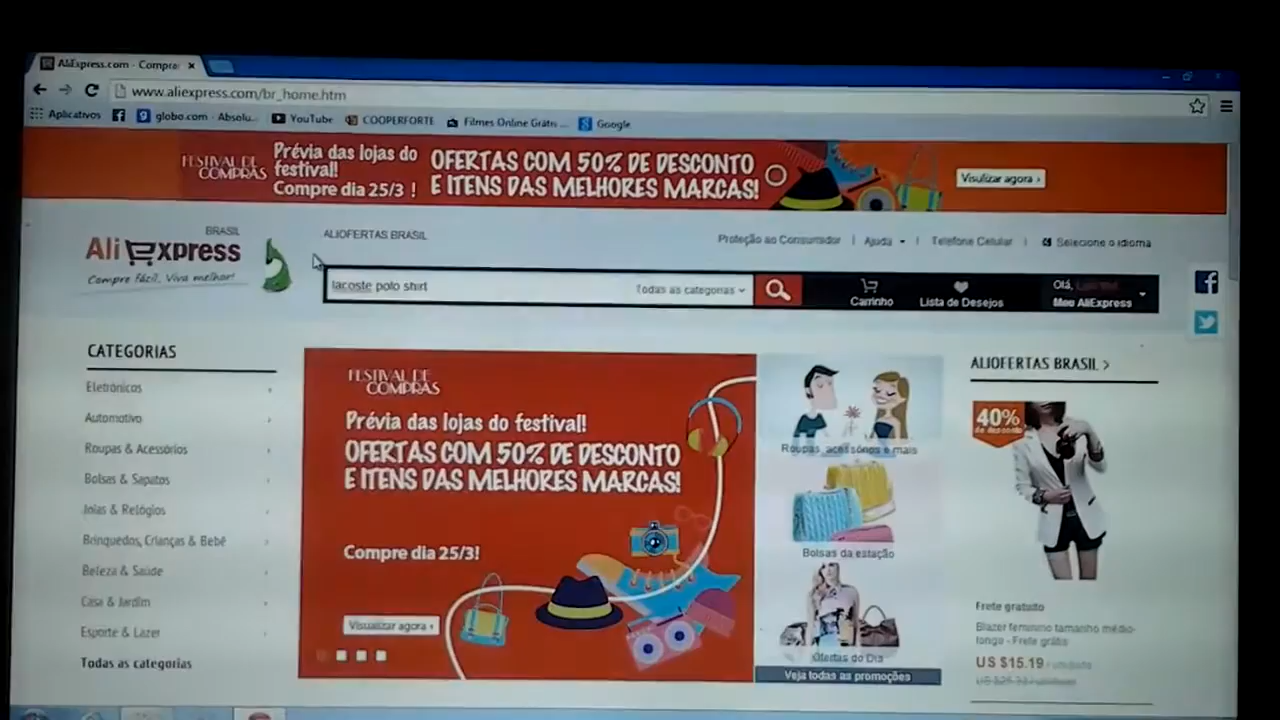 AliExpress.com - Compra
www.aliexpress.com/br_home.htm
Aplicativos
globo.com - Absolu...
YouTube
COOPERFORTE
Filmes Online Grátis ...
Google
FESTIVAL DE COMPRAS
Prévia das lojas do festival!
Compre dia 25/3 !
OFERTAS COM 50% DE DESCONTO
E ITENS DAS MELHORES MARCAS!
Visulizar agora ›
BRASIL
AliExpress
Compre fácil, Viva melhor!
ALIOFERTAS BRASIL
Proteção ao Consumidor | Ajuda | Telefone Celular | Selecione o idioma
lacoste polo shirt
Todas as categorias
Carrinho
Lista de Desejos
Olá,
Meu AliExpress
CATEGORIAS
Eletrônicos
Automotivo
Roupas & Acessórios
Bolsas & Sapatos
Joias & Relógios
Brinquedos, Crianças & Bebê
Beleza & Saúde
Casa & Jardim
Esporte & Lazer
Todas as categorias
FESTIVAL DE
COMPRAS
Prévia das lojas do festival!
OFERTAS COM 50% DE DESCONTO
E ITENS DAS MELHORES MARCAS!
Compre dia 25/3!
Visualizar agora ›
Roupas, acessórios e mais
Bolsas da estação
Ofertas do Dia
Veja todas as promoções
ALIOFERTAS BRASIL >
40%
de desconto
Frete gratuito
Blazer feminino tamanho médio-
longo - Frete grátis
US $15.19 / unidade